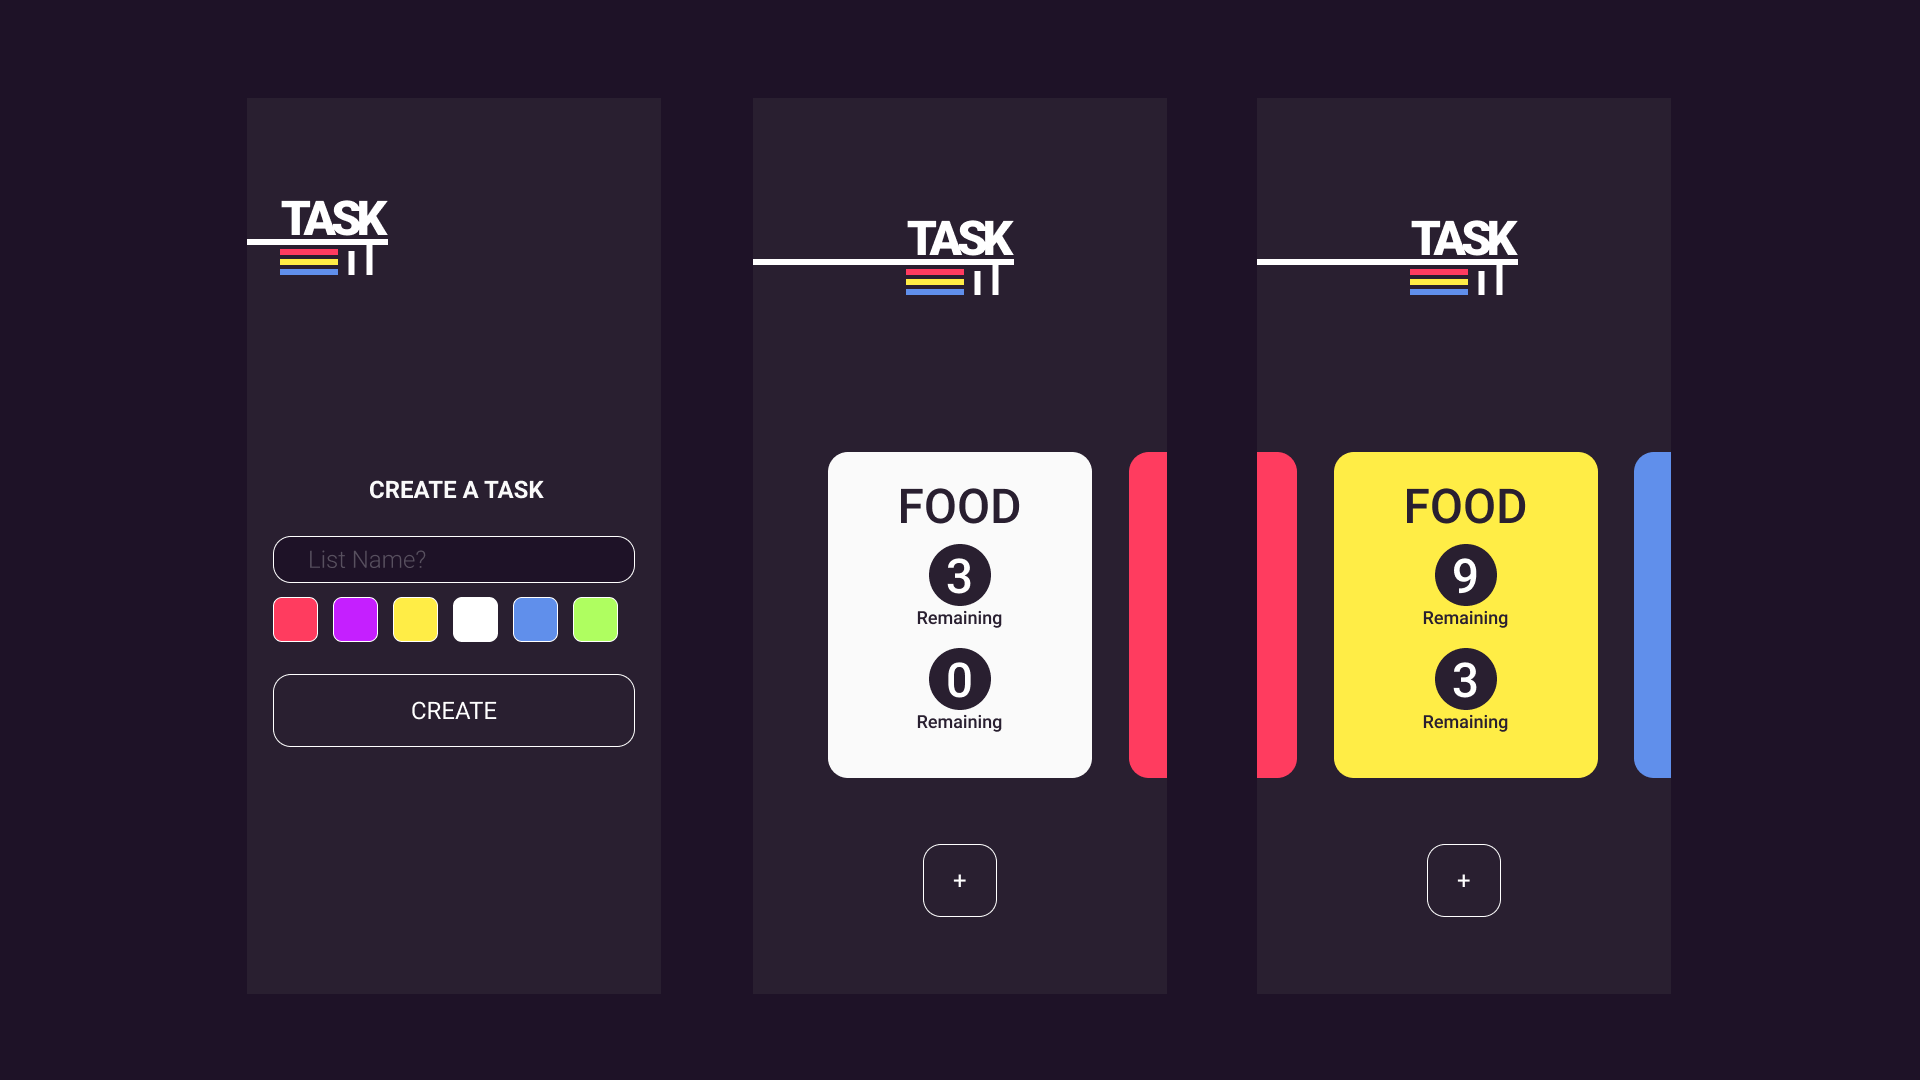 TASK
iT
CREATE A TASK
List Name?
CREATE
TASK
iT
FOOD
3
Remaining
0
Remaining
+
TASK
iT
FOOD
9
Remaining
3
Remaining
+